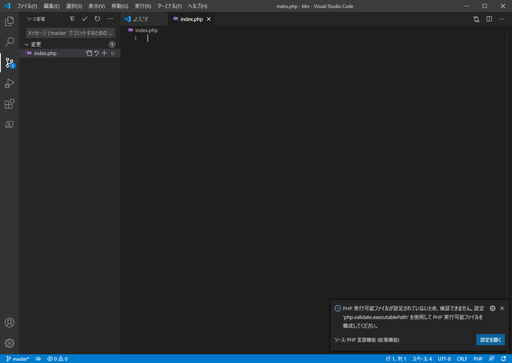 ファイル(F) 編集(E) 選択(S) 表示(V) 移動(G) 実行(R) ターミナル(T) ヘルプ(H)
index.php - bbx - Visual Studio Code
ソース管理
ようこそ
index.php
メッセージ ('master' でコミットするための ...
index.php
変更
1
1
index.php
U
1
PHP 実行可能ファイルが設定されていないため、検証できません。設定
'php.validate.executablePath' を使用して PHP 実行可能ファイルを
構成してください。
ソース: PHP 言語機能 (拡張機能)
設定を開く
master*
0 0
行 1, 列 1 スペース: 4 UTF-8 CRLF PHP